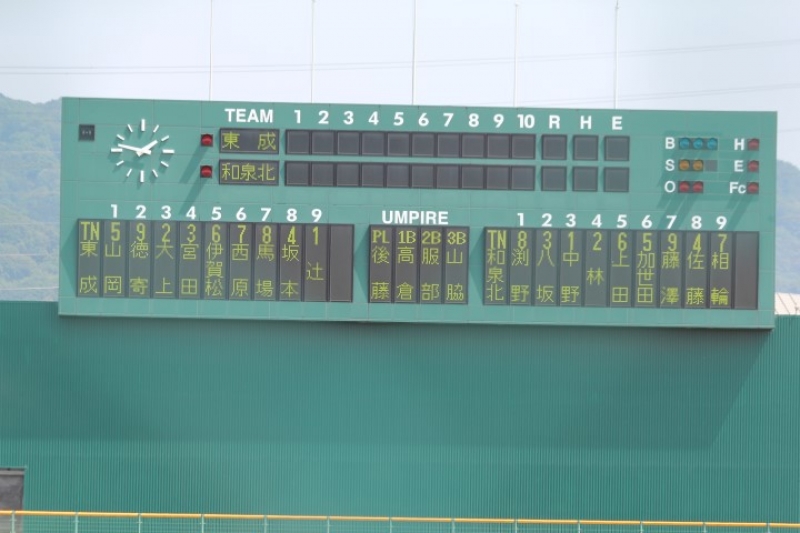 TEAM 1 2 3 4 5 6 7 8 9 10 R H E
東成
和泉北
B H
S E
O Fc
1 2 3 4 5 6 7 8 9
TN 5 9 2 3 6 7 8 4 1
東成 山岡 徳寄 大上 宮田 伊賀松 西原 馬場 坂本 辻
UMPIRE
PL 1B 2B 3B
後藤 高倉 服部 山脇
1 2 3 4 5 6 7 8 9
TN 8 3 1 2 6 5 9 4 7
和泉北 渕野 八坂 中野 林 上田 加世田 藤澤 佐藤 相輪